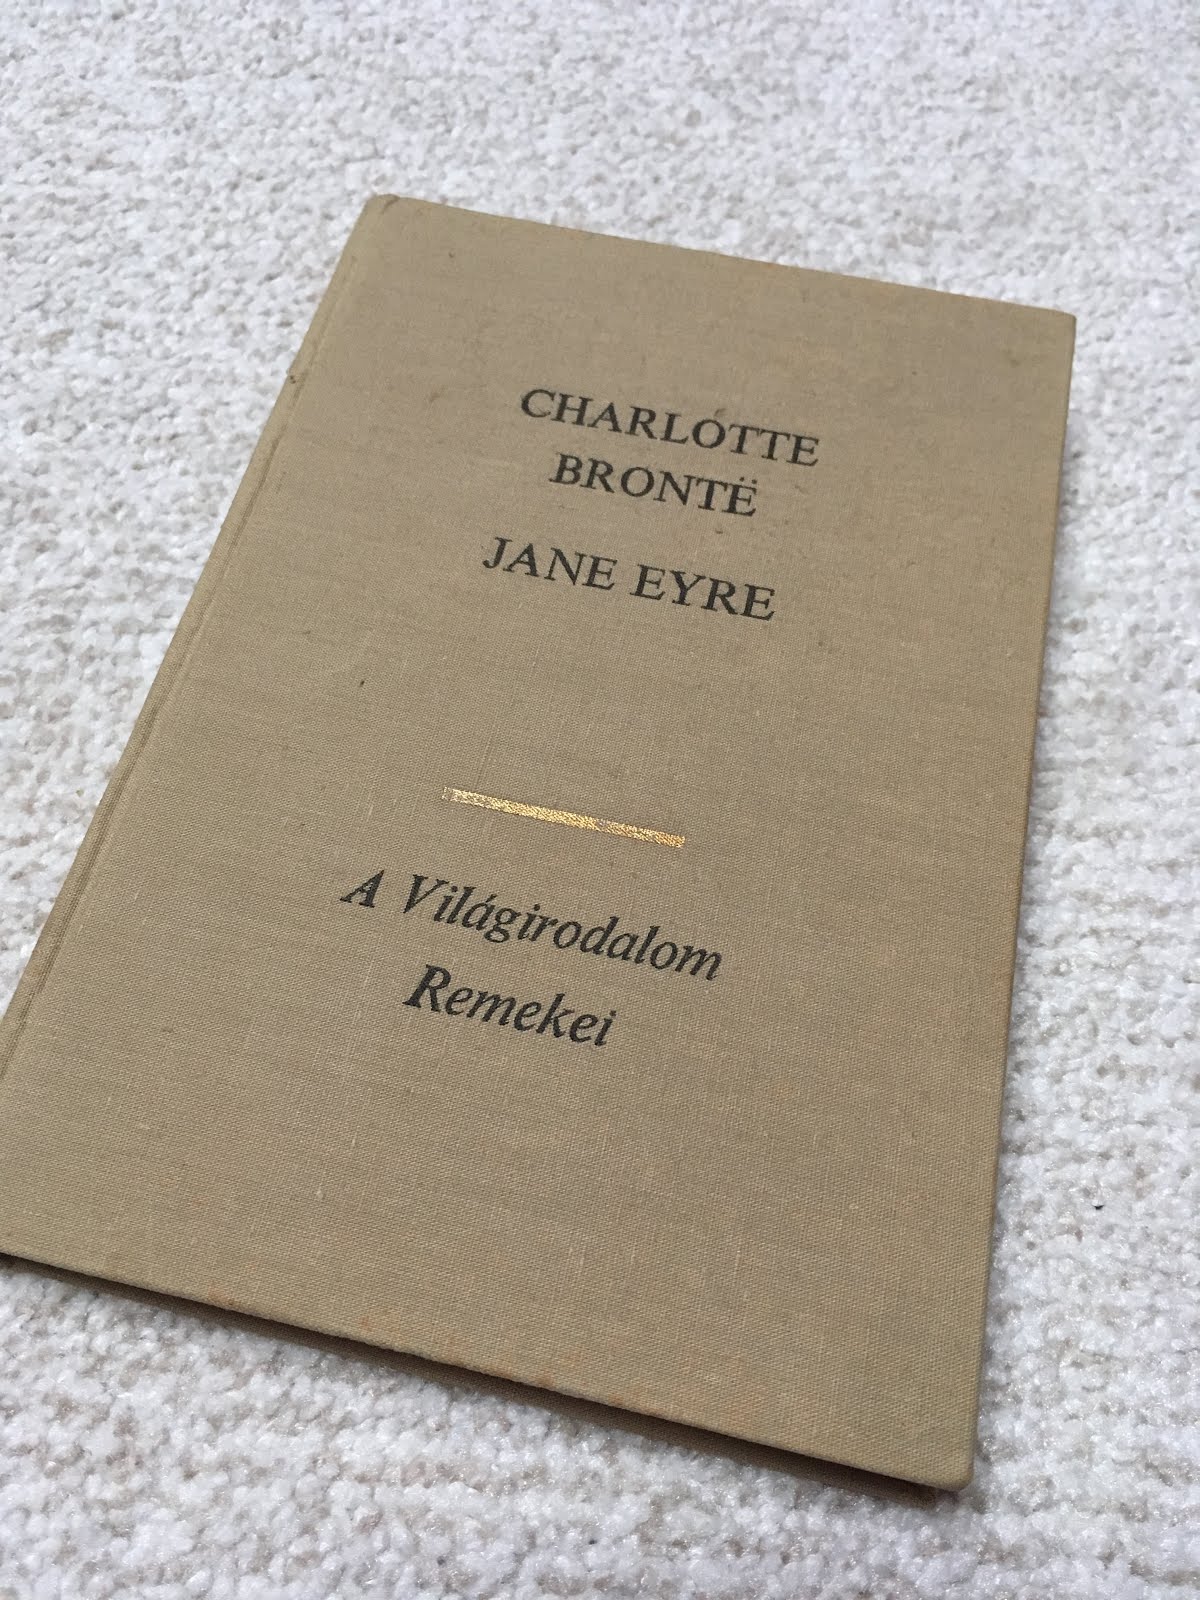 CHARLOTTE
BRONTË
JANE EYRE
A Világirodalom
Remekei